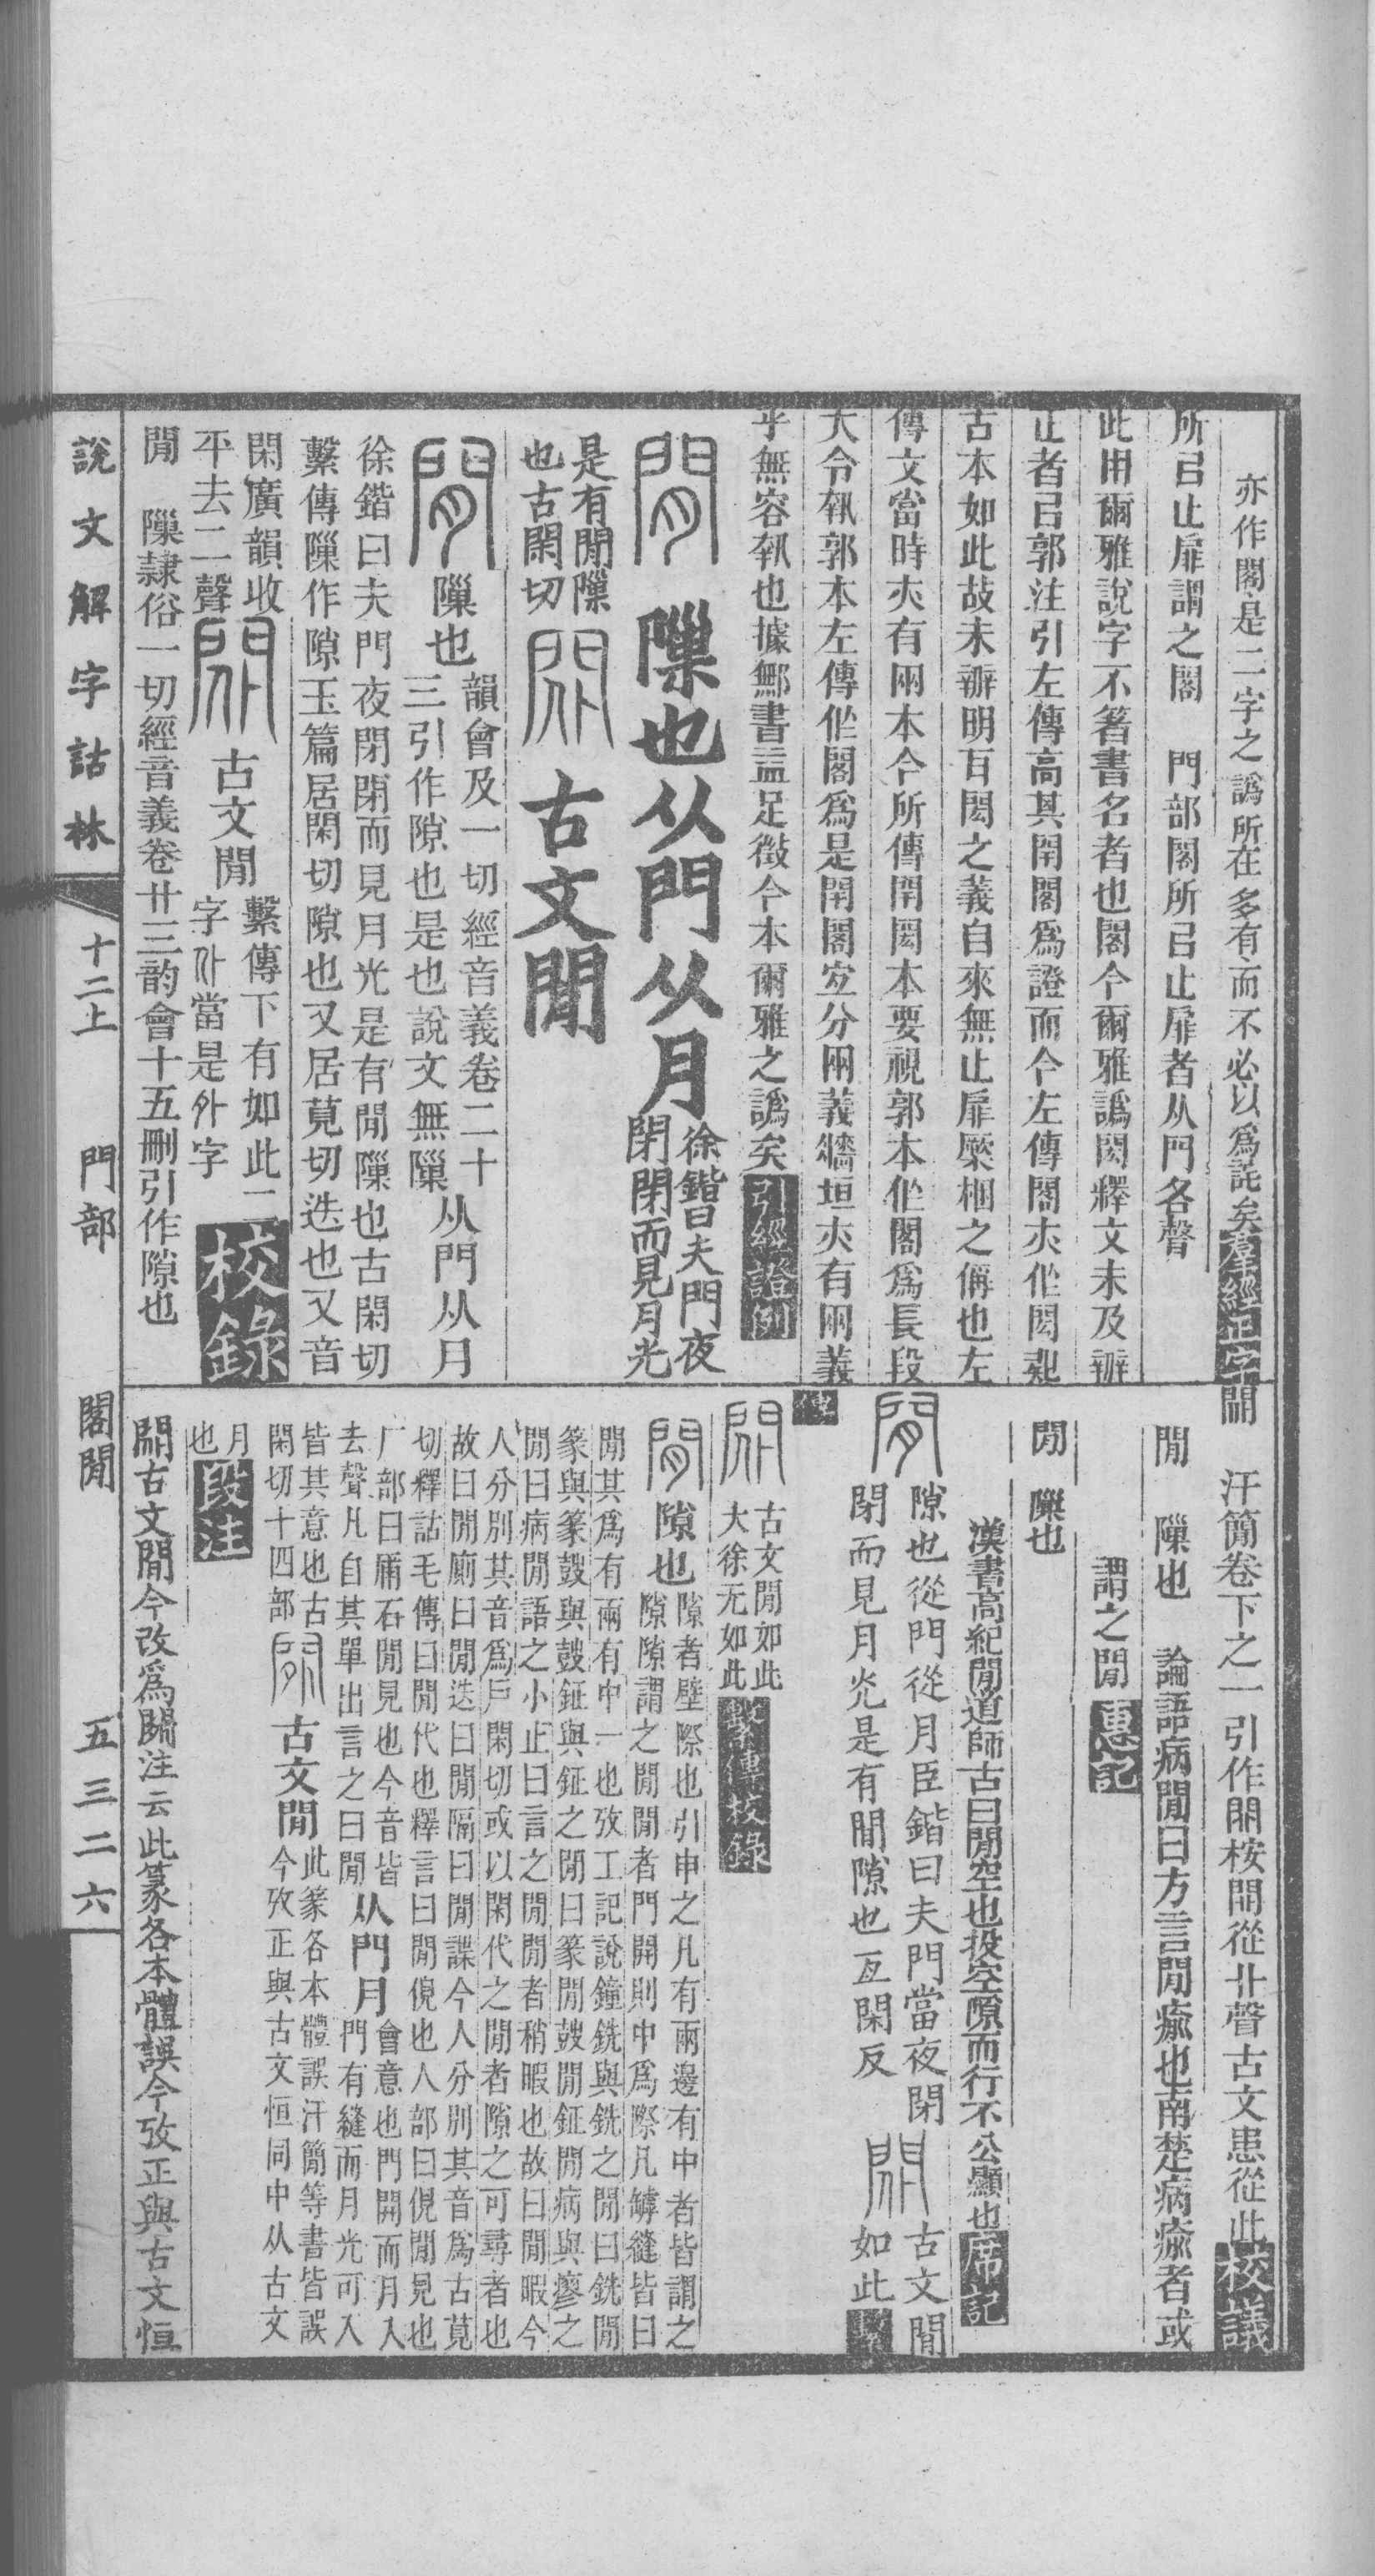 亦作閣是二字之譌所在多有而不必以爲詫矣羣經正字
所㠯止扉謂之閣　門部閣所㠯止扉者从門各聲
此用爾雅說字不箸書名者也閣今爾雅譌閎釋文未及辯
正者㠯郭注引左傳高其閈閣爲證而今左傳閣亦作閎起
古本如此故未辯明百閎之義自來無止扉橜梱之偁也左
傳文當時亦有兩本今所傳閈閎本要視郭本作閣爲長段
大令執郭本左傳作閣爲是閈閣宜分兩義牆垣亦有兩義
乎無容執也據鄦書盖足徵今本爾雅之譌矣引經證例
隟也从門从月徐鍇曰夫門夜
閉閉而見月光
是有閒隟
也古閑切
古文閒
隟也韻會及一切經音義卷二十
三引作隙也是也說文無隟从門从月
徐鍇曰夫門夜閉閉而見月光是有閒隟也古閑切
繫傳隟作隙玉篇居閑切隙也又居莧切迭也又音
閑廣韻收
平去二聲
古文閒繫傳下有如此二
字㐲當是外字校錄
閒　隟隸俗一切經音義卷廿三韵會十五刪引作隙也
說文解字詁林
十二上　門部　閣閒　五三二六
汗簡卷下之一引作𨳢桉開從丱聲古文患從此校議
閒　隟也　論語病閒曰方言閒瘉也南楚病瘉者或
謂之閒惠記
閒　隟也
漢書高紀閒道師古曰閒空也投空隙而行不公顯也席記
隙也從門從月臣鍇曰夫門當夜閉
閉而見月光是有閒隙也亙閑反
古文閒
如此繫
傳
古文閒如此
大徐无如此繫傳校錄
隙也隙者壁際也引申之凡有兩邊有中者皆謂之
隙隙謂之閒閒者門開則中爲際凡罅縫皆曰
閒其爲有兩有中一也攷工記說鐘銑與銑之閒曰銑閒
篆與篆鼓與鼓鉦與鉦之閒曰篆閒鼓閒鉦閒病與瘳之
閒曰病閒語之小止曰言之閒閒者稍暇也故曰閒暇今
人分別其音爲戶閑切或以閑代之閒者隙之可尋者也
故曰閒廁曰閒迭曰閒隔曰閒諜今人分別其音爲古莧
切釋詁毛傳曰閒代也釋言曰閒俔也人部曰俔閒見也
厂部曰㕐石閒見也今音皆
去聲凡自其單出言之曰閒从門月會意也門開而月入
門有縫而月光可入
皆其意也古
閑切十四部
古文閒此篆各本體誤汗簡等書皆誤
今攷正與古文恒同中从古文
月
也段注
古文閒今改爲𨳢注云此篆各本體誤今攷正與古文恒